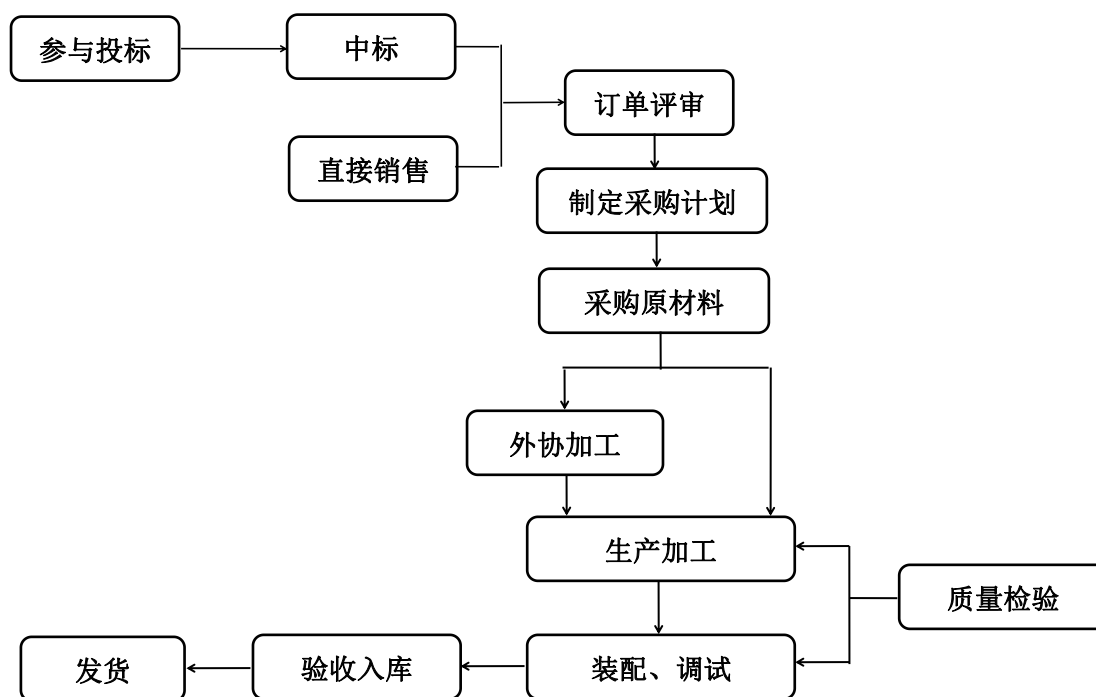 参与投标
中标
订单评审
直接销售
制定采购计划
采购原材料
外协加工
生产加工
质量检验
发货
验收入库
装配、调试